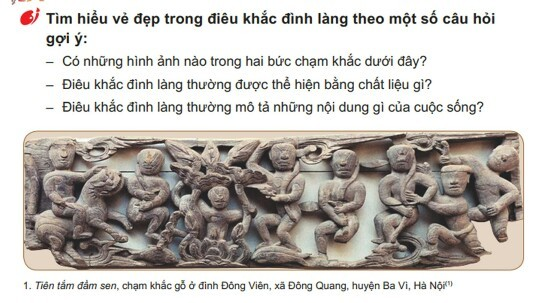 Tìm hiểu vẻ đẹp trong điêu khắc đình làng theo một số câu hỏi
gợi ý:
– Có những hình ảnh nào trong hai bức chạm khắc dưới đây?
– Điêu khắc đình làng thường được thể hiện bằng chất liệu gì?
– Điêu khắc đình làng thường mô tả những nội dung gì của cuộc sống?
1. Tiên tắm đầm sen, chạm khắc gỗ ở đình Đông Viên, xã Đông Quang, huyện Ba Vì, Hà Nội(1)